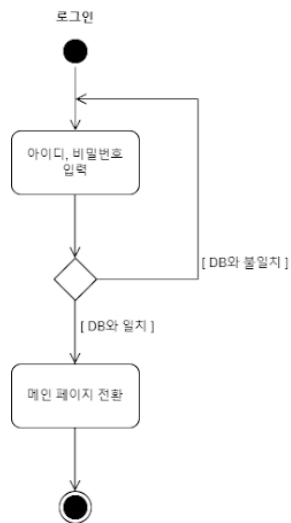 로그인
아이디, 비밀번호
입력
[ DB와 불일치 ]
[ DB와 일치 ]
메인 페이지 전환